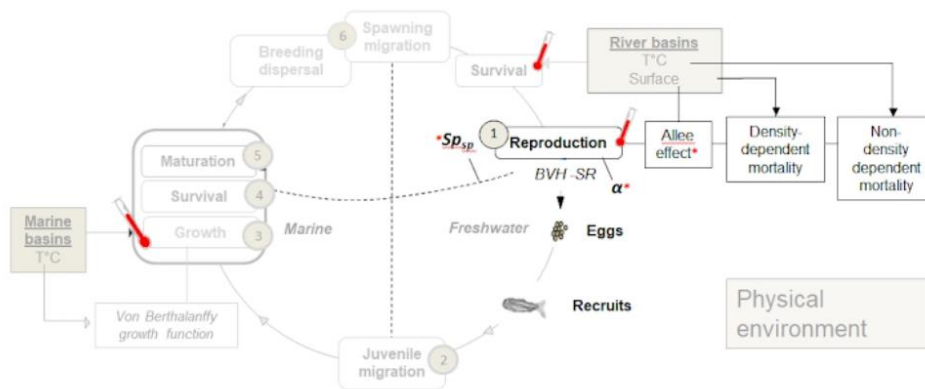 6
Spawning
migration
Breeding
dispersal
Survival
River basins
T°C
Surface
1
Reproduction
BVH -SR
*Sp_sp
α*
Allee
effect*
Density-
dependent
mortality
Non-
density
dependent
mortality
Maturation 5
Survival 4
Growth 3
Marine
Marine
basins
T°C
Freshwater
Eggs
Recruits
Von Berthalanffy
growth function
Juvenile
migration
2
Physical
environment